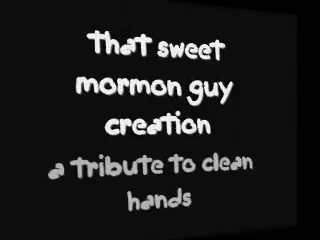 that sweet
mormon guy
creation
a tribute to clean
hands